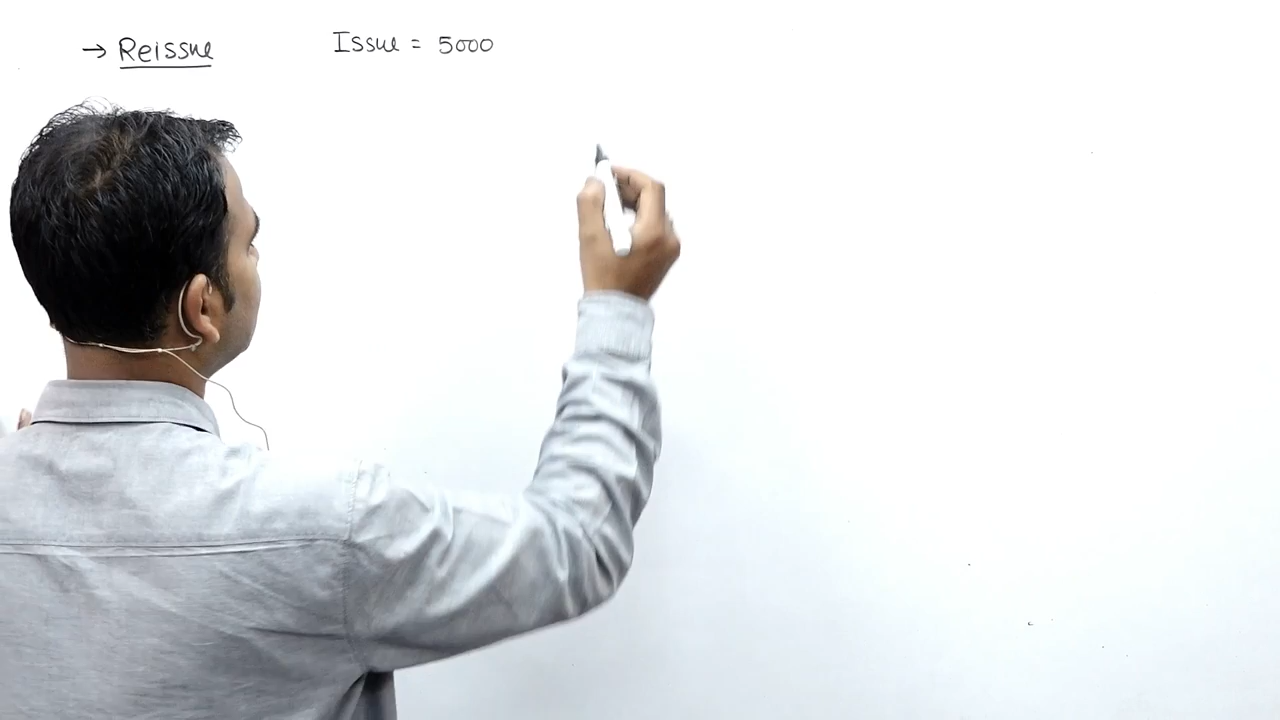 → Reissue Issue = 5000